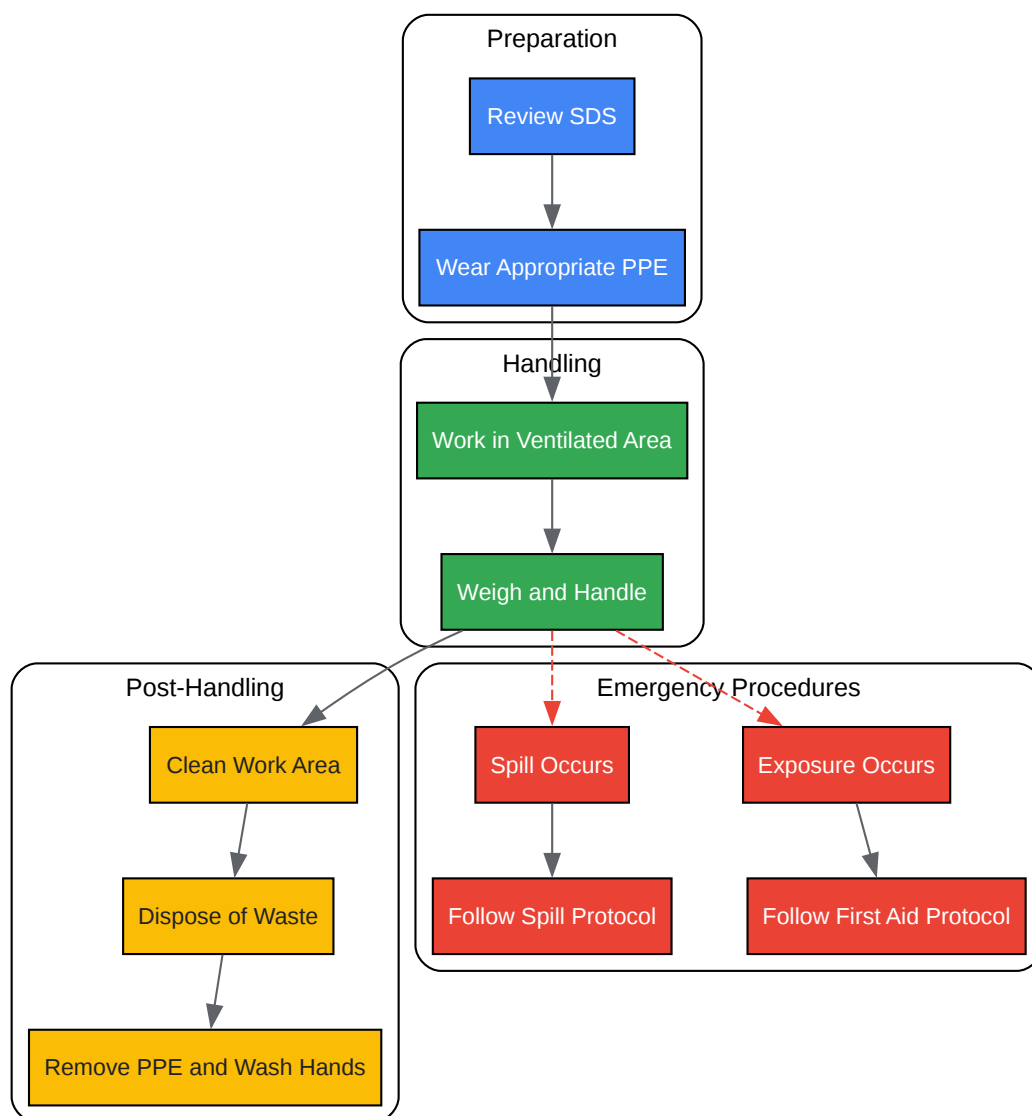 Preparation
Review SDS
Wear Appropriate PPE
Handling
Work in Ventilated Area
Weigh and Handle
Post-Handling
Clean Work Area
Dispose of Waste
Remove PPE and Wash Hands
Emergency Procedures
Spill Occurs
Exposure Occurs
Follow Spill Protocol
Follow First Aid Protocol